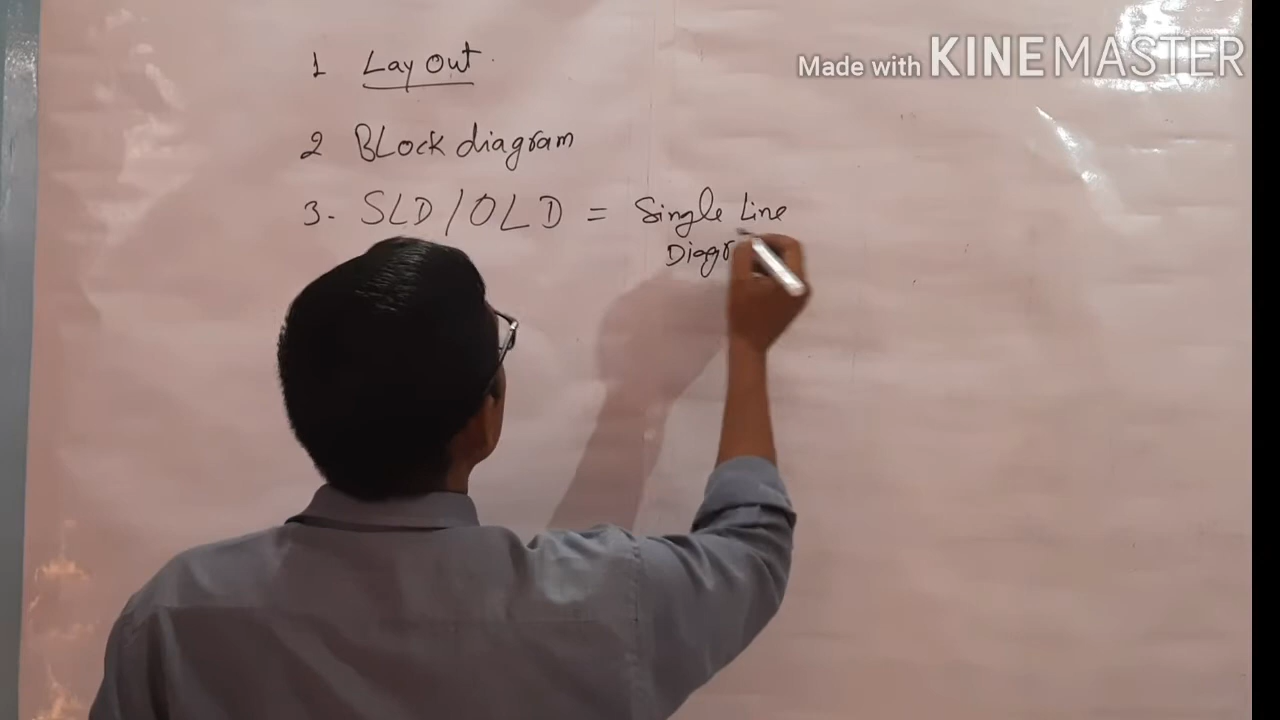 Made with KINEMASTER
1 Lay Out
2 BLock diagram
3. SLD/OLD = Single Line
Diagr